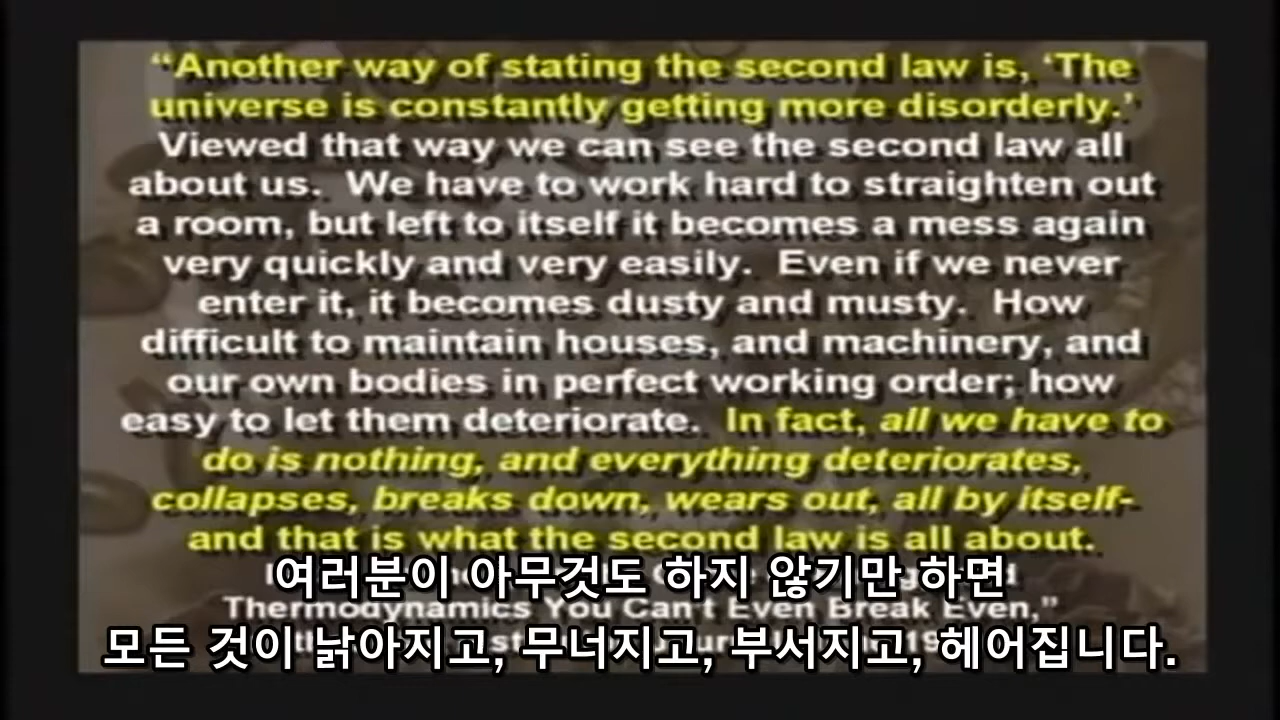 “Another way of stating the second law is, ‘The
universe is constantly getting more disorderly.’
Viewed that way we can see the second law all
about us. We have to work hard to straighten out
a room, but left to itself it becomes a mess again
very quickly and very easily. Even if we never
enter it, it becomes dusty and musty. How
difficult to maintain houses, and machinery, and
our own bodies in perfect working order; how
easy to let them deteriorate. In fact, all we have to
do is nothing, and everything deteriorates,
collapses, breaks down, wears out, all by itself-
and that is what the second law is all about.
여러분이 아무것도 하지 않기만 하면
Thermodynamics You Can't Even Break Even,”
모든 것이 낡아지고, 무너지고, 부서지고, 헤어집니다.